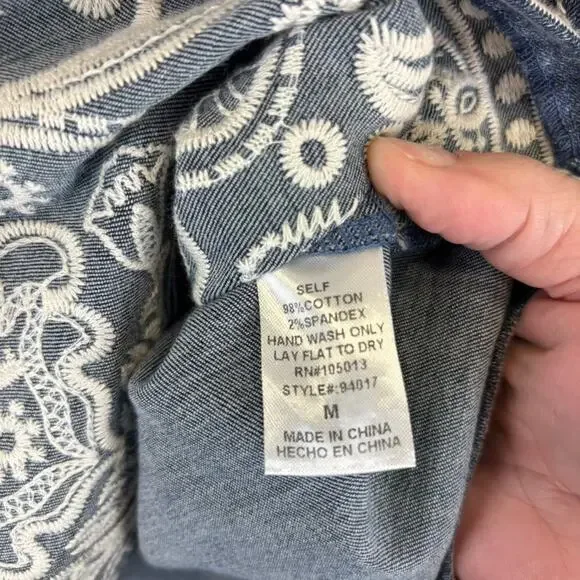 SELF
98%COTTON
2%SPANDEX
HAND WASH ONLY
LAY FLAT TO DRY
RN#105013
STYLE#:94017
M
MADE IN CHINA
HECHO EN CHINA